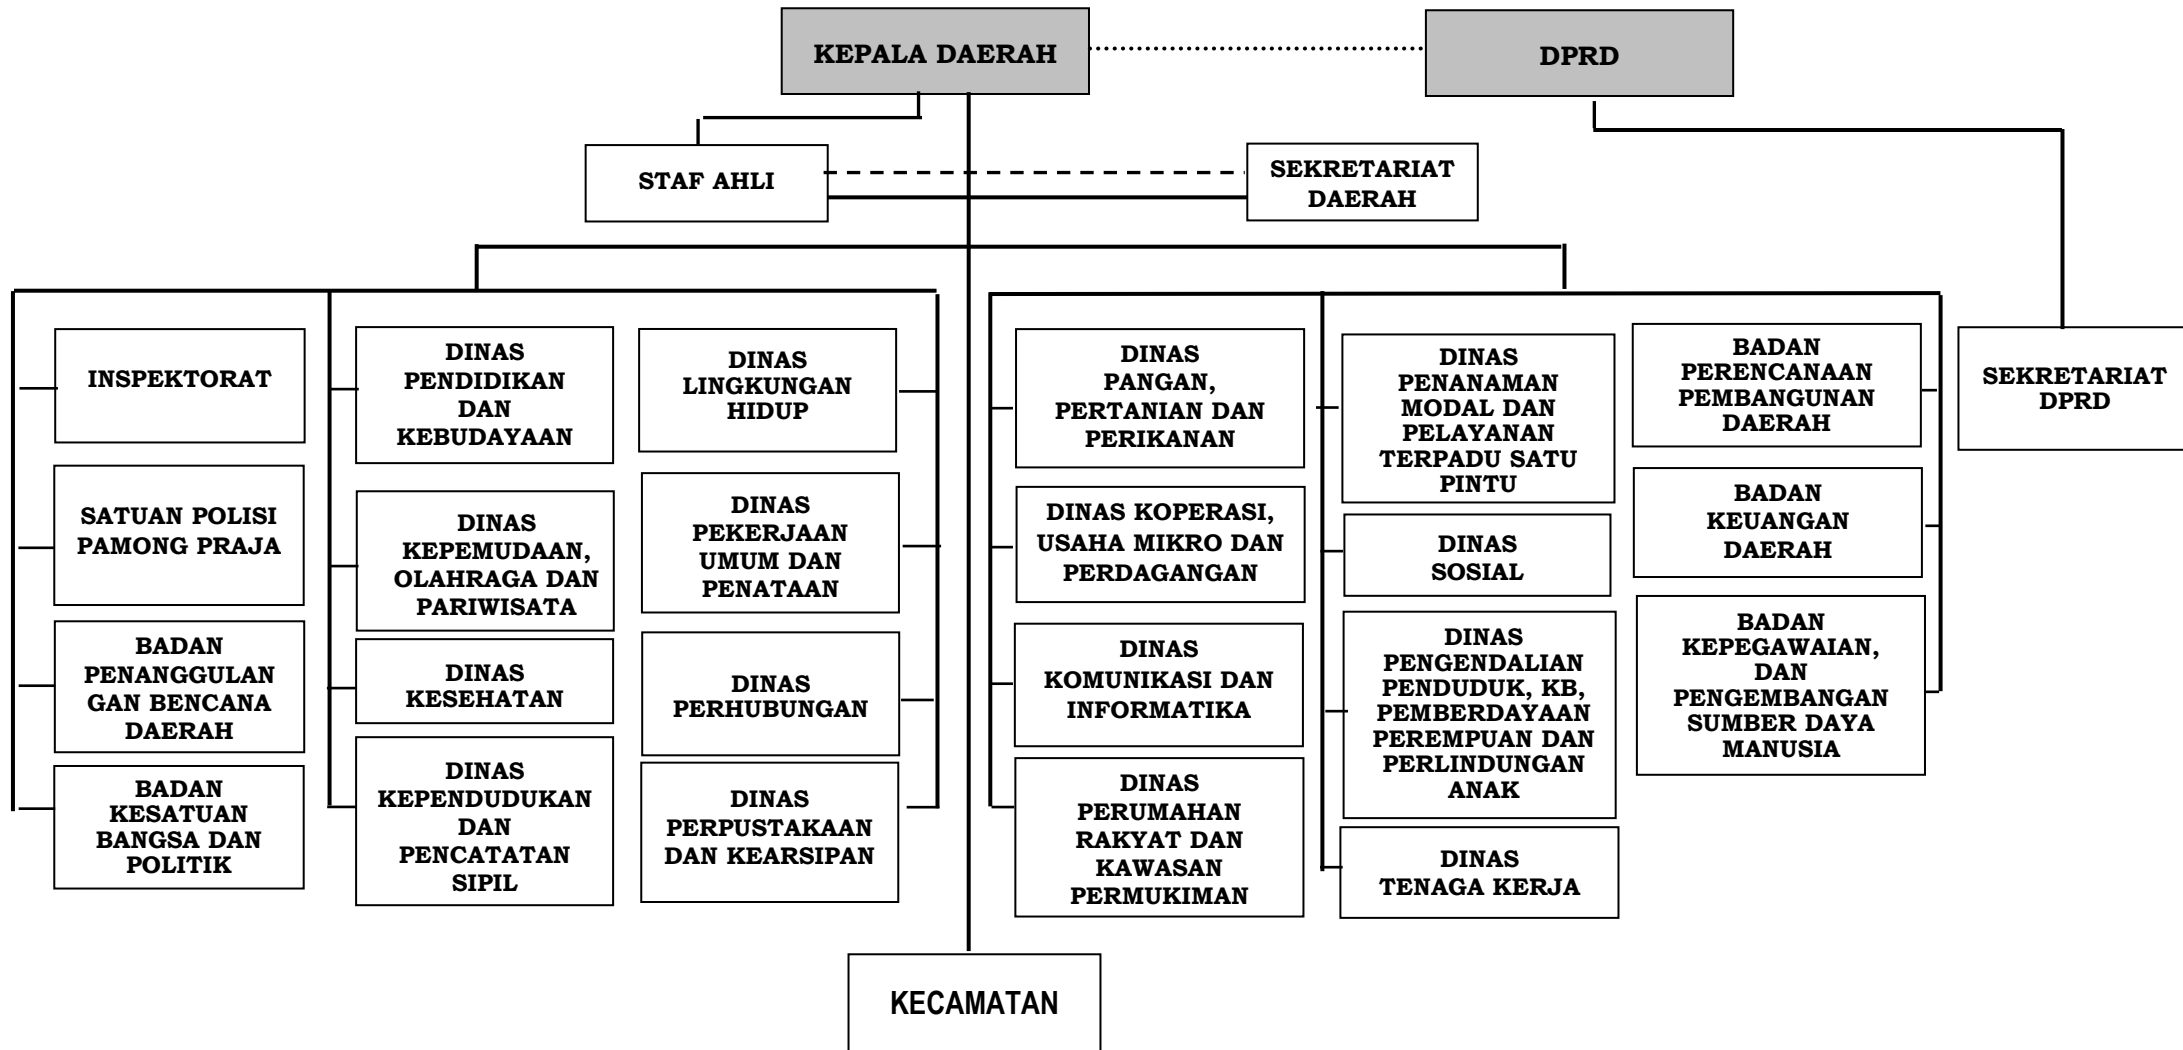 KEPALA DAERAH
DPRD
STAF AHLI
SEKRETARIAT
DAERAH
INSPEKTORAT
SATUAN POLISI
PAMONG PRAJA
BADAN
PENANGGULAN
GAN BENCANA
DAERAH
BADAN
KESATUAN
BANGSA DAN
POLITIK
DINAS
PENDIDIKAN
DAN
KEBUDAYAAN
DINAS
KEPEMUDAAN,
OLAHRAGA DAN
PARIWISATA
DINAS
KESEHATAN
DINAS
KEPENDUDUKAN
DAN
PENCATATAN
SIPIL
DINAS
LINGKUNGAN
HIDUP
DINAS
PEKERJAAN
UMUM DAN
PENATAAN
DINAS
PERHUBUNGAN
DINAS
PERPUSTAKAAN
DAN KEARSIPAN
DINAS
PANGAN,
PERTANIAN DAN
PERIKANAN
DINAS KOPERASI,
USAHA MIKRO DAN
PERDAGANGAN
DINAS
KOMUNIKASI DAN
INFORMATIKA
DINAS
PERUMAHAN
RAKYAT DAN
KAWASAN
PERMUKIMAN
DINAS
PENANAMAN
MODAL DAN
PELAYANAN
TERPADU SATU
PINTU
DINAS
SOSIAL
DINAS
PENGENDALIAN
PENDUDUK, KB,
PEMBERDAYAAN
PEREMPUAN DAN
PERLINDUNGAN
ANAK
DINAS
TENAGA KERJA
BADAN
PERENCANAAN
PEMBANGUNAN
DAERAH
BADAN
KEUANGAN
DAERAH
BADAN
KEPEGAWAIAN,
DAN
PENGEMBANGAN
SUMBER DAYA
MANUSIA
SEKRETARIAT
DPRD
KECAMATAN